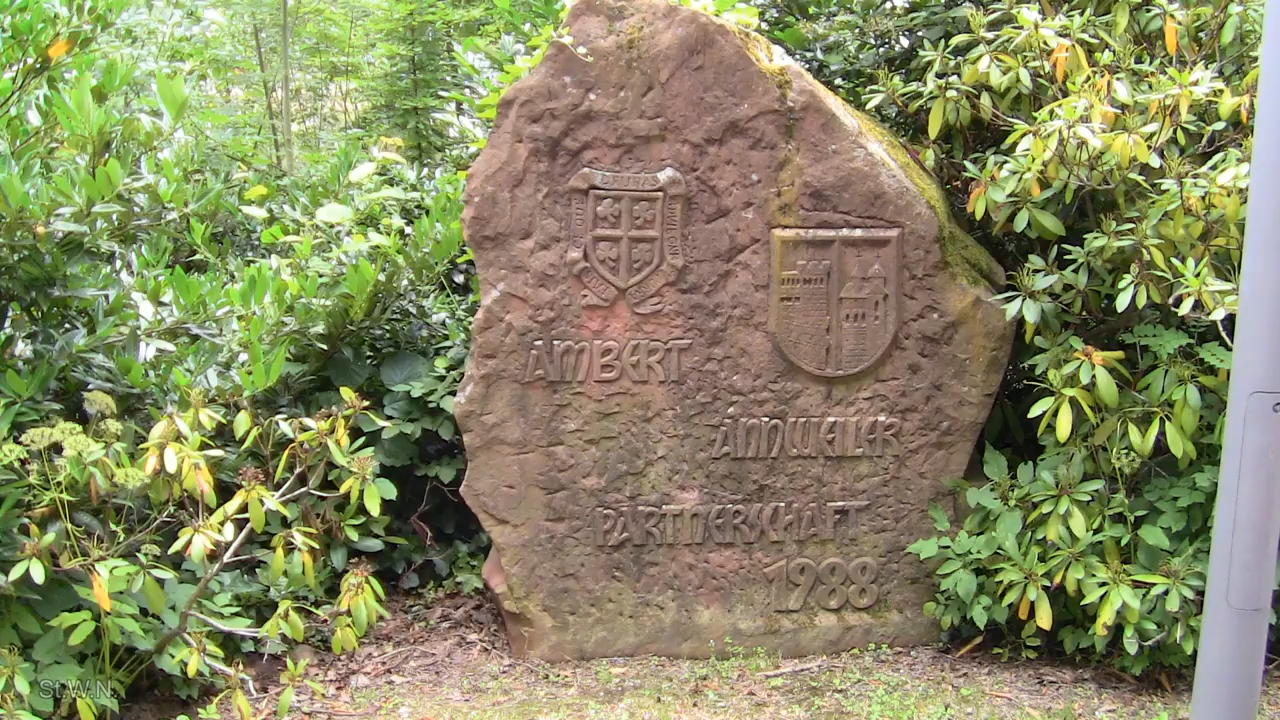 AMBERT
ANNWEILER
PARTNERSCHAFT
1988
St.W.N.